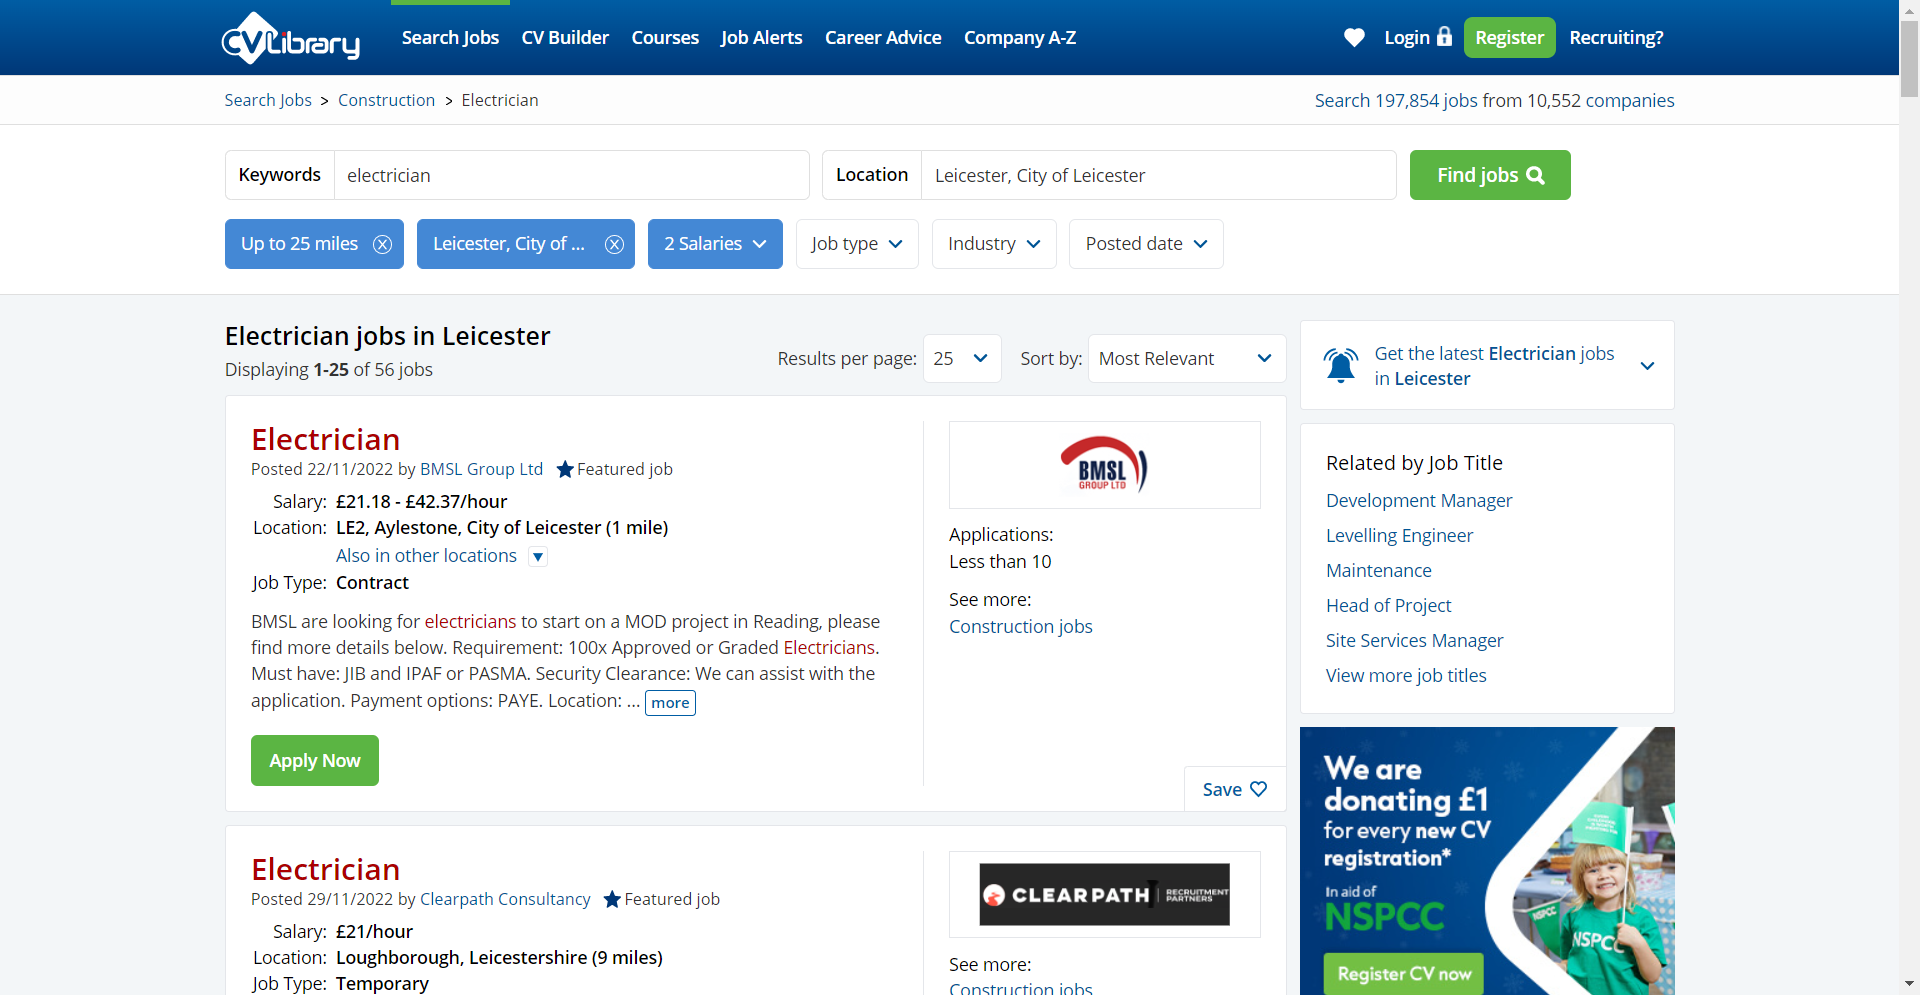 CVLibrary
Search Jobs CV Builder Courses Job Alerts Career Advice Company A-Z Login Register Recruiting?
Search Jobs > Construction > Electrician
Search 197,854 jobs from 10,552 companies
Keywords electrician Location Leicester, City of Leicester Find jobs
Up to 25 miles Leicester, City of ... 2 Salaries Job type Industry Posted date
Electrician jobs in Leicester
Displaying 1-25 of 56 jobs
Results per page: 25 Sort by: Most Relevant
Electrician
Posted 22/11/2022 by BMSL Group Ltd Featured job
Salary: £21.18 - £42.37/hour
Location: LE2, Aylestone, City of Leicester (1 mile)
Also in other locations
Job Type: Contract
BMSL are looking for electricians to start on a MOD project in Reading, please
find more details below. Requirement: 100x Approved or Graded Electricians.
Must have: JIB and IPAF or PASMA. Security Clearance: We can assist with the
application. Payment options: PAYE. Location: ... more
Apply Now
BMSL
GROUP LTD
Applications:
Less than 10
See more:
Construction jobs
Save
Electrician
Posted 29/11/2022 by Clearpath Consultancy Featured job
Salary: £21/hour
Location: Loughborough, Leicestershire (9 miles)
Job Type: Temporary
CLEARPATH RECRUITMENT
PARTNERS
See more:
Construction jobs
Get the latest Electrician jobs
in Leicester
Related by Job Title
Development Manager
Levelling Engineer
Maintenance
Head of Project
Site Services Manager
View more job titles
We are
donating £1
for every new CV
registration*
In aid of
NSPCC
Register CV now
NSPCC
NSPCC